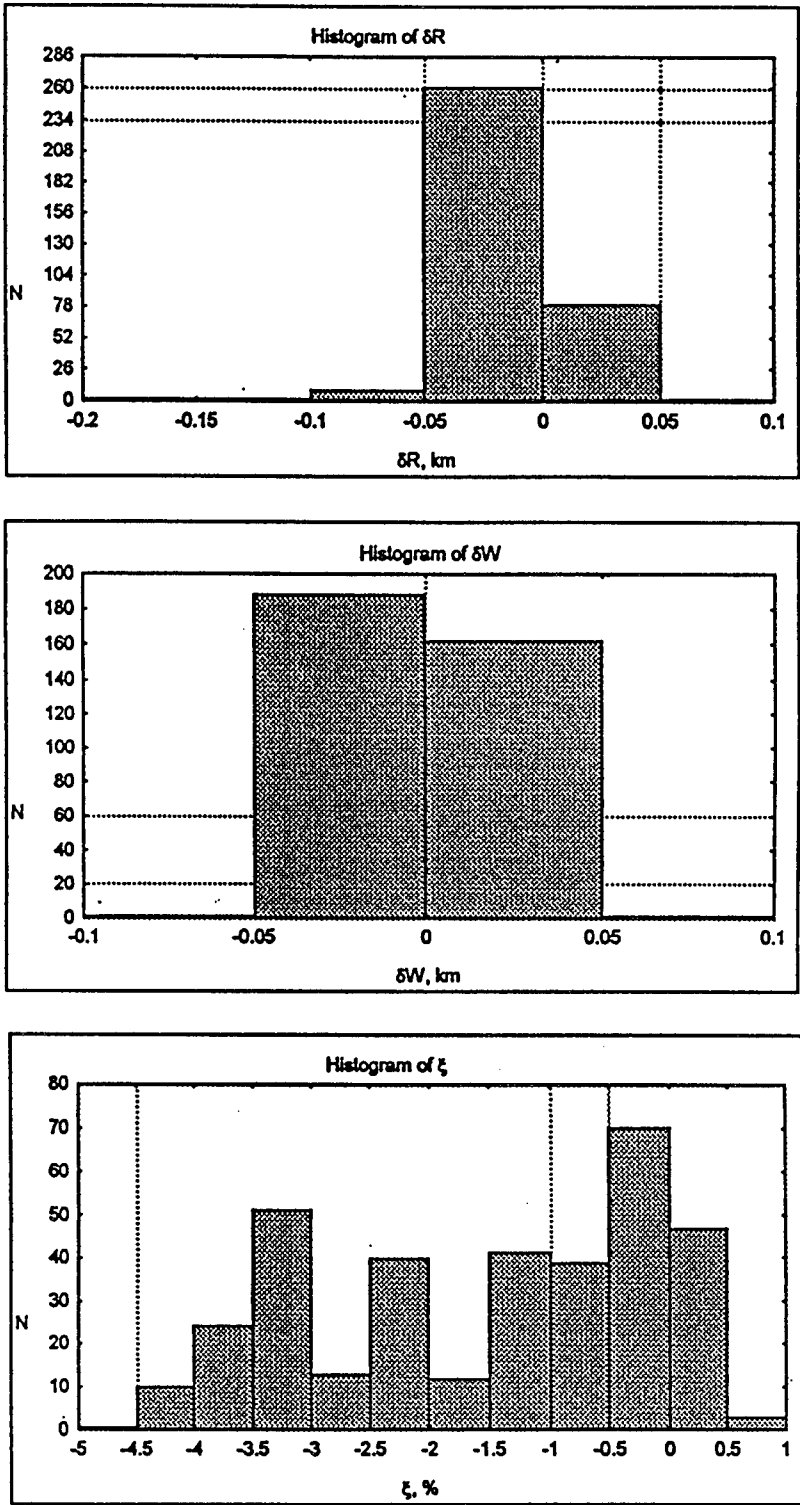 Histogram of δR
286
260
234
208
182
156
130
104
N
78
52
26
0
-0.2 -0.15 -0.1 -0.05 0 0.05 0.1
δR, km
Histogram of δW
200
180
160
140
120
100
80
N
60
40
20
0
-0.1 -0.05 0 0.05 0.1
δW, km
Histogram of ξ
80
70
60
50
40
30
N
20
10
0
-5 -4.5 -4 -3.5 -3 -2.5 -2 -1.5 -1 -0.5 0 0.5 1
ξ, %